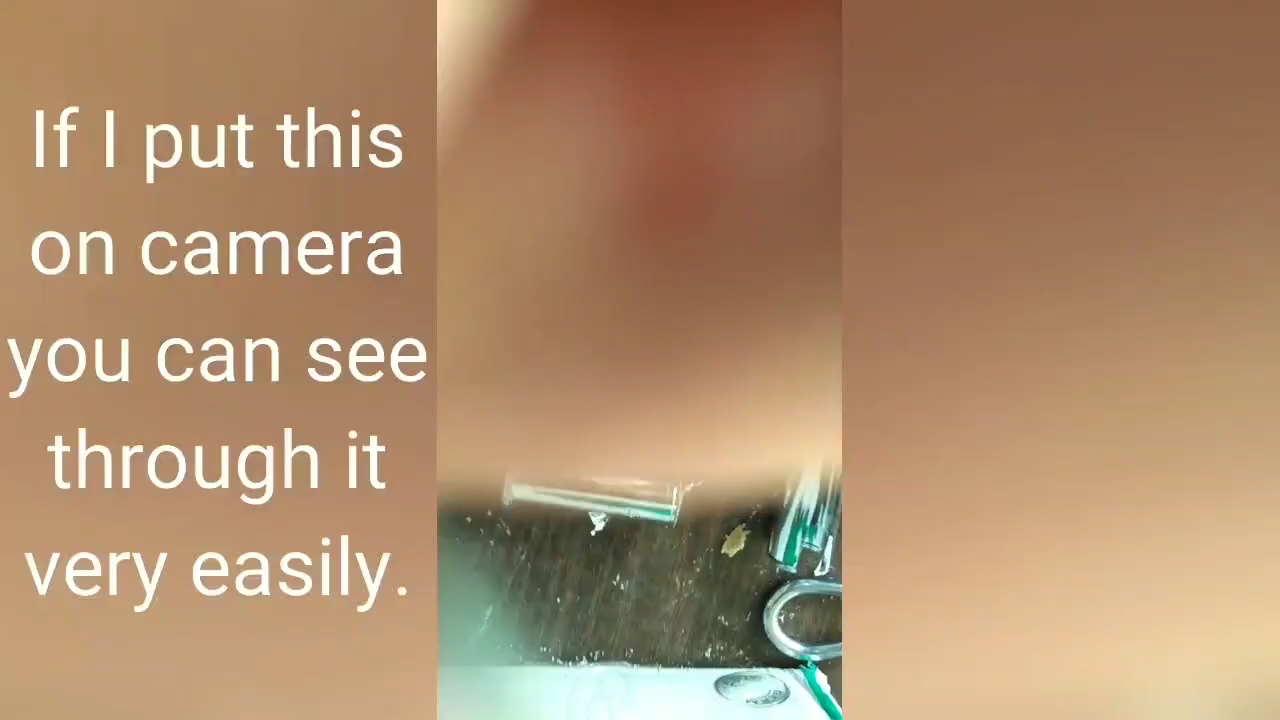 If I put this
on camera
you can see
through it
very easily.